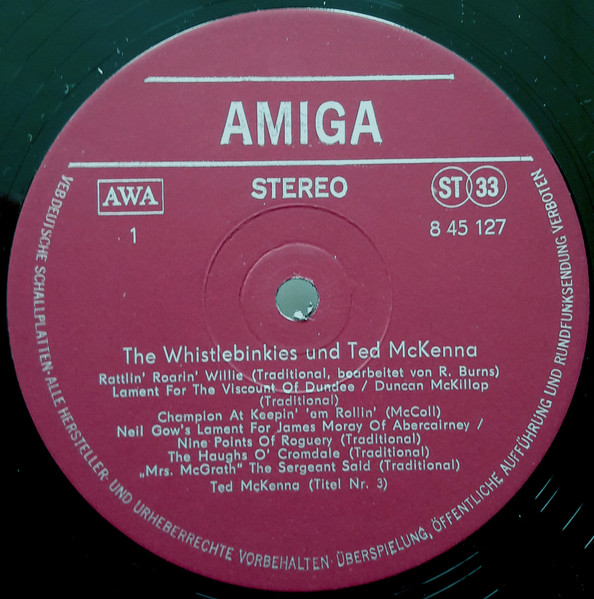 AMIGA
AWA
STEREO
ST 33
1
8 45 127
The Whistlebinkies und Ted McKenna
Rattlin' Roarin' Willie (Traditional, bearbeitet von R. Burns)
Lament For The Viscount Of Dundee / Duncan McKillop
(Traditional)
Champion At Keepin' 'em Rollin' (McColl)
Neil Gow's Lament For James Moray Of Abercairney /
Nine Points Of Roguery (Traditional)
The Haughs O' Cromdale (Traditional)
„Mrs. McGrath" The Sergeant Said (Traditional)
Ted McKenna (Titel Nr. 3)
VEB DEUTSCHE SCHALLPLATTEN · ALLE HERSTELLER- UND URHEBERRECHTE VORBEHALTEN · ÜBERSPIELUNG, ÖFFENTLICHE AUFFÜHRUNG UND RUNDFUNKSENDUNG VERBOTEN